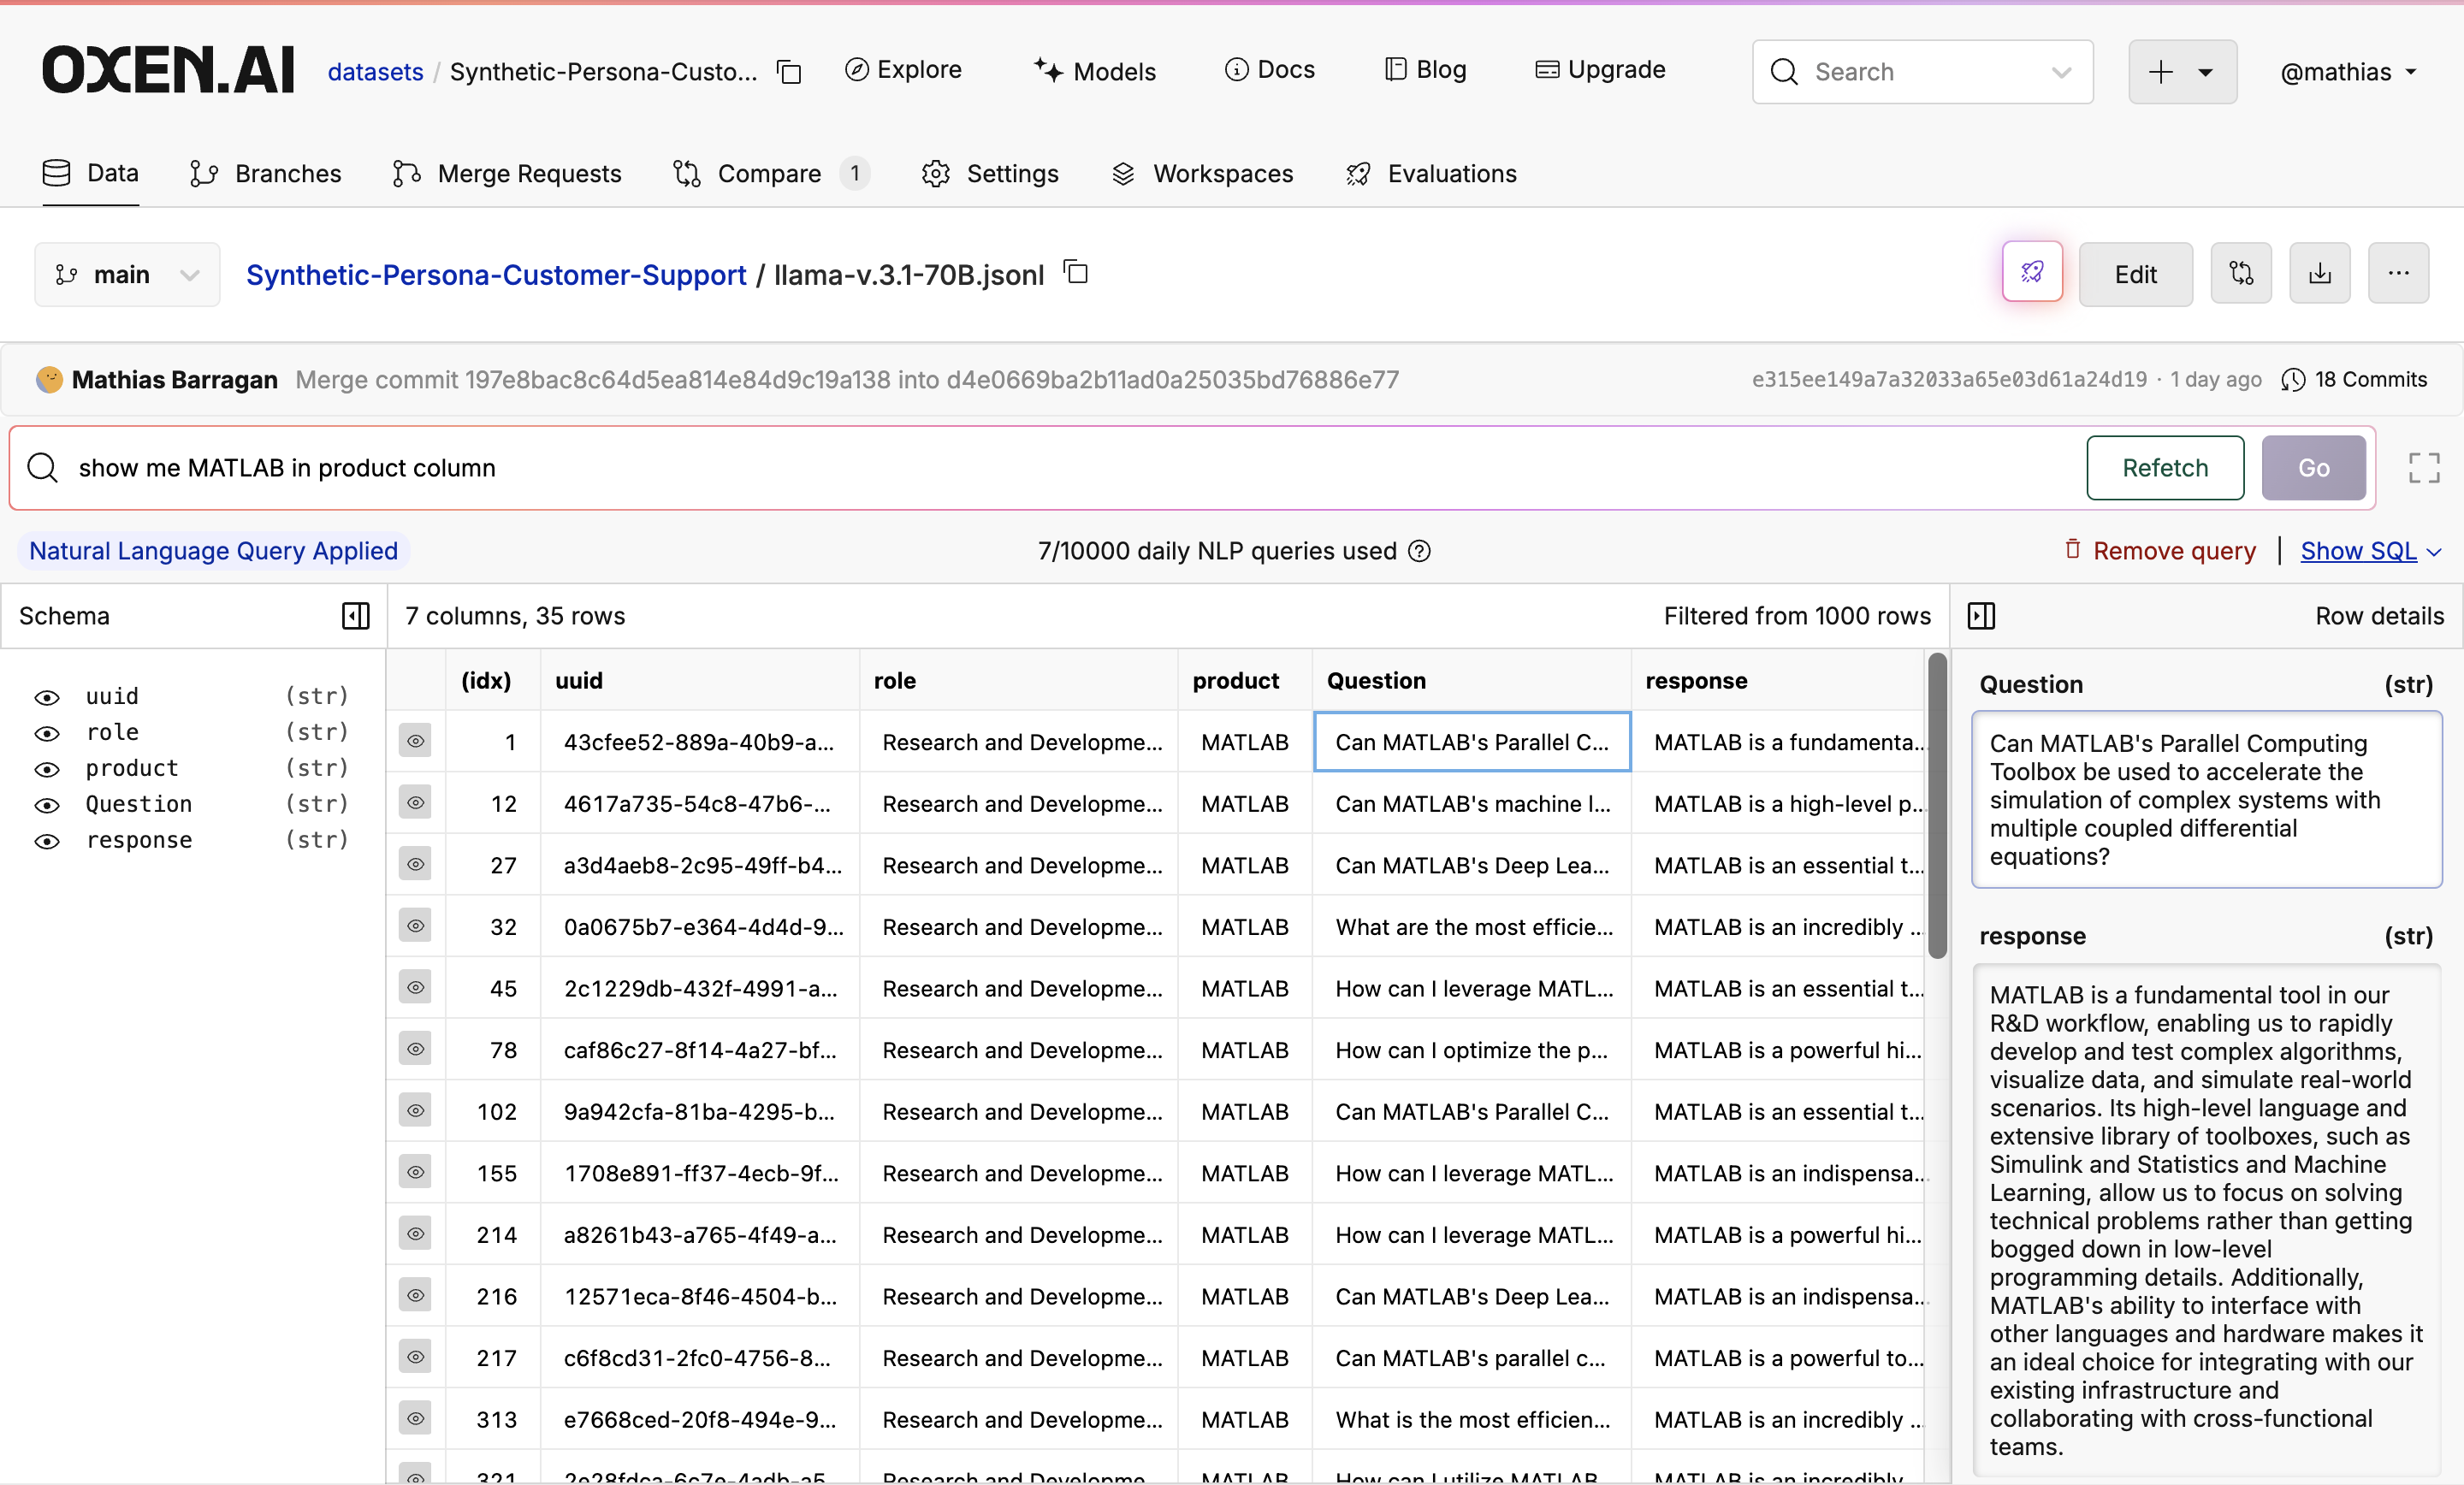 OXEN.AI datasets / Synthetic-Persona-Custo... Explore Models Docs Blog Upgrade Search @mathias
Data Branches Merge Requests Compare 1 Settings Workspaces Evaluations
main Synthetic-Persona-Customer-Support / llama-v.3.1-70B.jsonl Edit
Mathias Barragan Merge commit 197e8bac8c64d5ea814e84d9c19a138 into d4e0669ba2b11ad0a25035bd76886e77 e315ee149a7a32033a65e03d61a24d19 · 1 day ago 18 Commits
show me MATLAB in product column Refetch Go
Natural Language Query Applied 7/10000 daily NLP queries used Remove query | Show SQL
Schema
uuid (str)
role (str)
product (str)
Question (str)
response (str)
7 columns, 35 rows Filtered from 1000 rows
(idx) uuid role product Question response
1 43cfee52-889a-40b9-a... Research and Developme... MATLAB Can MATLAB's Parallel C... MATLAB is a fundamenta...
12 4617a735-54c8-47b6-... Research and Developme... MATLAB Can MATLAB's machine l... MATLAB is a high-level p...
27 a3d4aeb8-2c95-49ff-b4... Research and Developme... MATLAB Can MATLAB's Deep Lea... MATLAB is an essential t...
32 0a0675b7-e364-4d4d-9... Research and Developme... MATLAB What are the most efficie... MATLAB is an incredibly ...
45 2c1229db-432f-4991-a... Research and Developme... MATLAB How can I leverage MATL... MATLAB is an essential t...
78 caf86c27-8f14-4a27-bf... Research and Developme... MATLAB How can I optimize the p... MATLAB is a powerful hi...
102 9a942cfa-81ba-4295-b... Research and Developme... MATLAB Can MATLAB's Parallel C... MATLAB is an essential t...
155 1708e891-ff37-4ecb-9f... Research and Developme... MATLAB How can I leverage MATL... MATLAB is an indispensa...
214 a8261b43-a765-4f49-a... Research and Developme... MATLAB How can I leverage MATL... MATLAB is a powerful hi...
216 12571eca-8f46-4504-b... Research and Developme... MATLAB Can MATLAB's Deep Lea... MATLAB is an indispensa...
217 c6f8cd31-2fc0-4756-8... Research and Developme... MATLAB Can MATLAB's parallel c... MATLAB is a powerful to...
313 e7668ced-20f8-494e-9... Research and Developme... MATLAB What is the most efficien... MATLAB is an incredibly ...
321 2e28fdca-6c7e-4adb-a5 Research and Developme MATLAB How can I utilize MATLAB MATLAB is an incredibly
Row details
Question (str)
Can MATLAB's Parallel Computing
Toolbox be used to accelerate the
simulation of complex systems with
multiple coupled differential
equations?
response (str)
MATLAB is a fundamental tool in our
R&D workflow, enabling us to rapidly
develop and test complex algorithms,
visualize data, and simulate real-world
scenarios. Its high-level language and
extensive library of toolboxes, such as
Simulink and Statistics and Machine
Learning, allow us to focus on solving
technical problems rather than getting
bogged down in low-level
programming details. Additionally,
MATLAB's ability to interface with
other languages and hardware makes it
an ideal choice for integrating with our
existing infrastructure and
collaborating with cross-functional
teams.